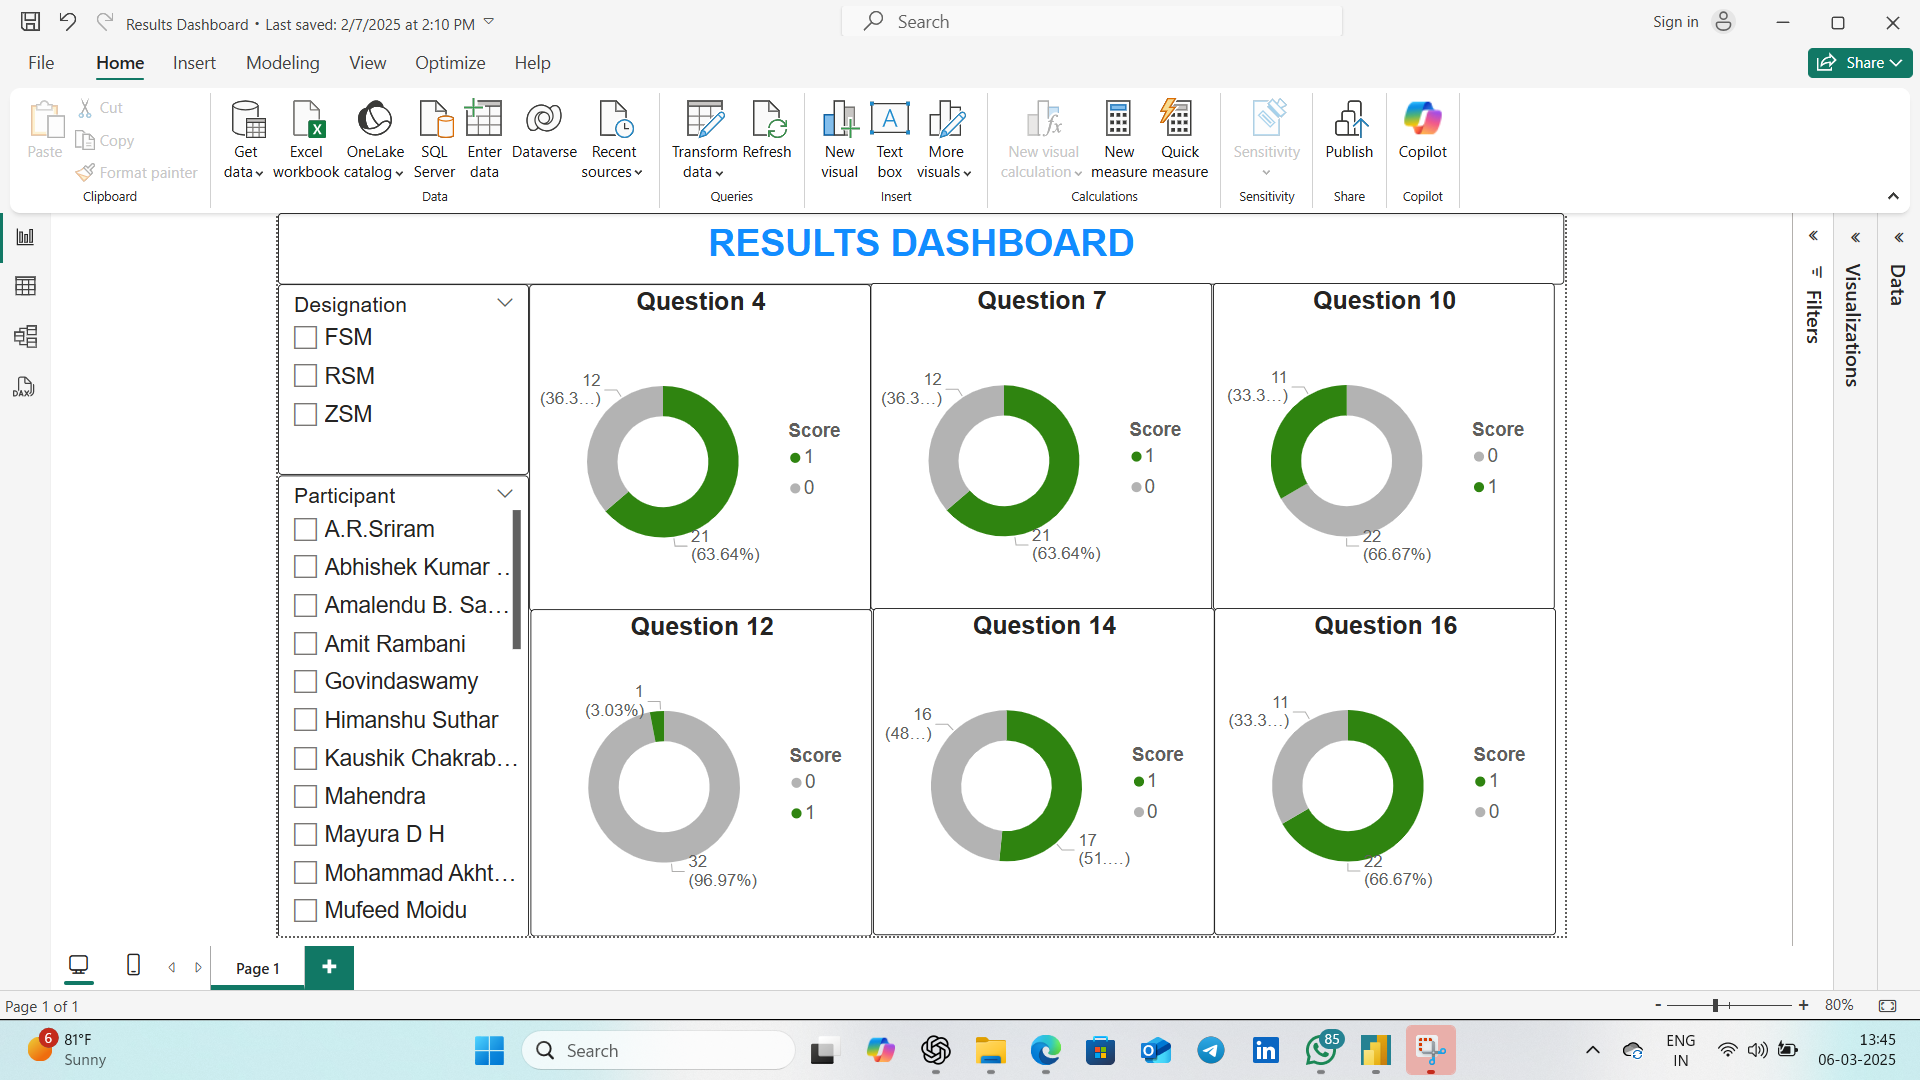 Results Dashboard • Last saved: 2/7/2025 at 2:10 PM
Search
Sign in
File Home Insert Modeling View Optimize Help
Share
Paste
Cut
Copy
Format painter
Clipboard
Get data
Excel workbook
OneLake catalog
SQL Server
Enter data
Dataverse
Recent sources
Data
Transform data
Refresh
Queries
New visual
Text box
More visuals
Insert
New visual calculation
New measure
Quick measure
Calculations
Sensitivity
Sensitivity
Publish
Share
Copilot
Copilot
RESULTS DASHBOARD
Designation
FSM
RSM
ZSM
Participant
A.R.Sriram
Abhishek Kumar ..
Amalendu B. Sa...
Amit Rambani
Govindaswamy
Himanshu Suthar
Kaushik Chakrab...
Mahendra
Mayura D H
Mohammad Akht...
Mufeed Moidu
Question 4
12
(36.3...)
21
(63.64%)
Score
1
0
Question 7
12
(36.3...)
21
(63.64%)
Score
1
0
Question 10
11
(33.3...)
22
(66.67%)
Score
0
1
Question 12
1
(3.03%)
32
(96.97%)
Score
0
1
Question 14
16
(48...)
17
(51....)
Score
1
0
Question 16
11
(33.3...)
22
(66.67%)
Score
1
0
Filters
Visualizations
Data
DAX
Page 1
Page 1 of 1
- + 80%
6
81°F
Sunny
Search
85
ENG
IN
13:45
06-03-2025